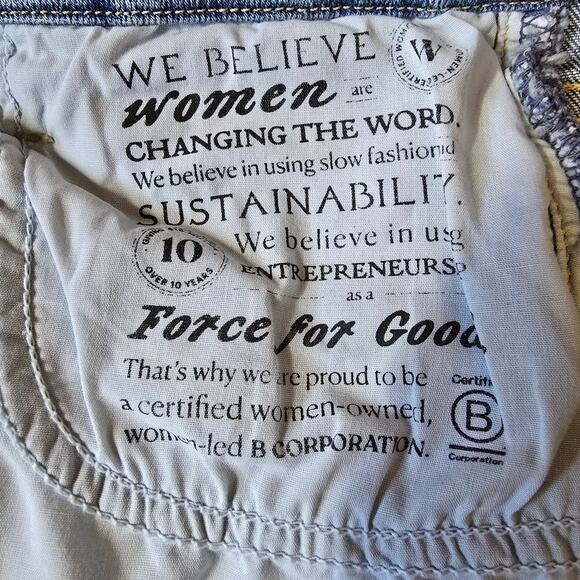 WE BELIEVE
women are
CHANGING THE WORD.
We believe in using slow fashion
SUSTAINABILIT.
10
OVER 10 YEARS
We believe in usg
ENTREPRENEURS
as a
Force for Good
That's why we are proud to be
a certified women-owned,
women-led B CORPORATION.
W
Certifi
B
Corporation